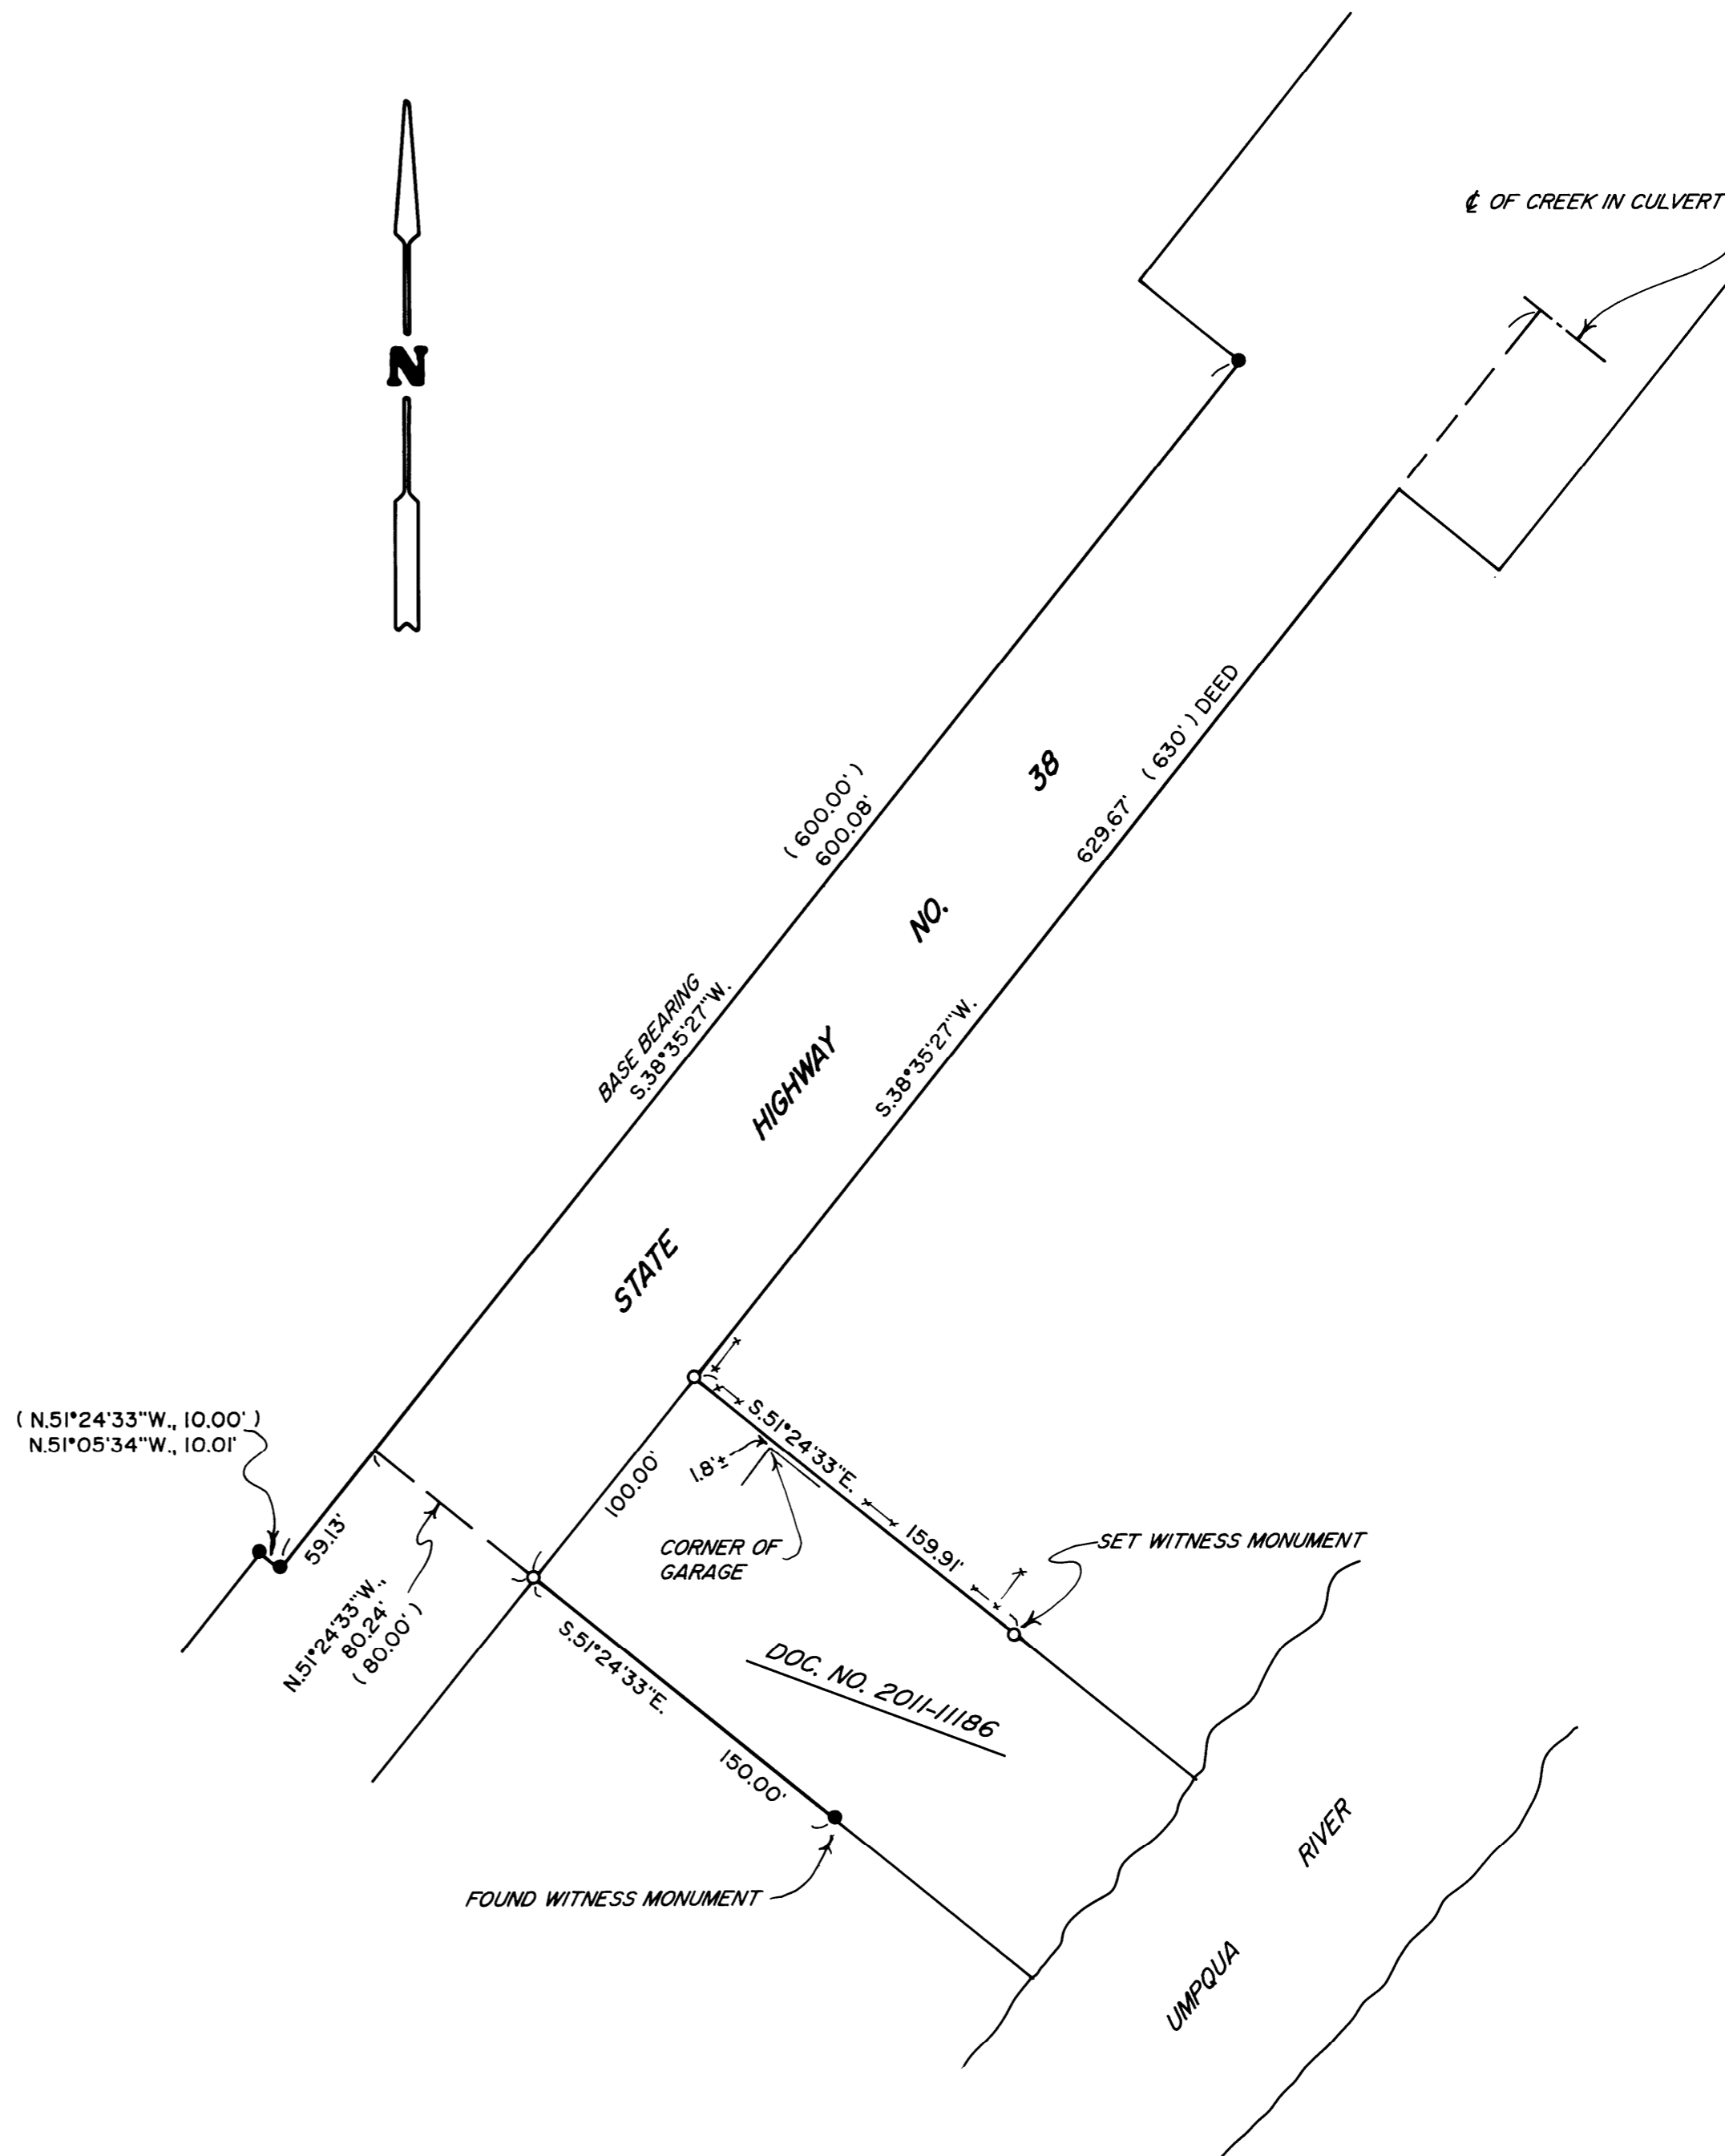 N
℄ OF CREEK IN CULVERT
( 600.00' )
600.08'
629.67' ( 630' ) DEED
BASE BEARING
S.38°35'27"W.
S.38°35'27"W.
STATE HIGHWAY NO. 38
( N.51°24'33"W., 10.00' )
N.51°05'34"W., 10.01'
59.13'
N.51°24'33"W.,
80.24'
( 80.00' )
100.00'
1.8'±
S.51°24'33"E. 159.91'
CORNER OF
GARAGE
SET WITNESS MONUMENT
S.51°24'33"E. 150.00'
DOC. NO. 2011-11186
FOUND WITNESS MONUMENT
UMPQUA RIVER